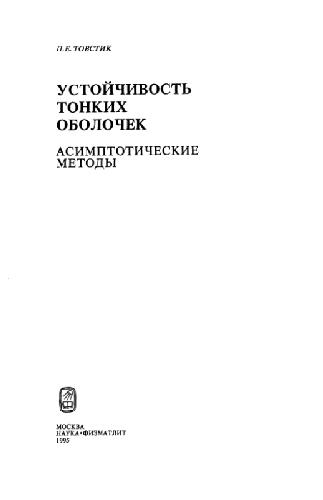 П.Е. ТОВСТИК
УСТОЙЧИВОСТЬ
ТОНКИХ
ОБОЛОЧЕК
АСИМПТОТИЧЕСКИЕ
МЕТОДЫ
МОСКВА
НАУКА • ФИЗМАТЛИТ
1995